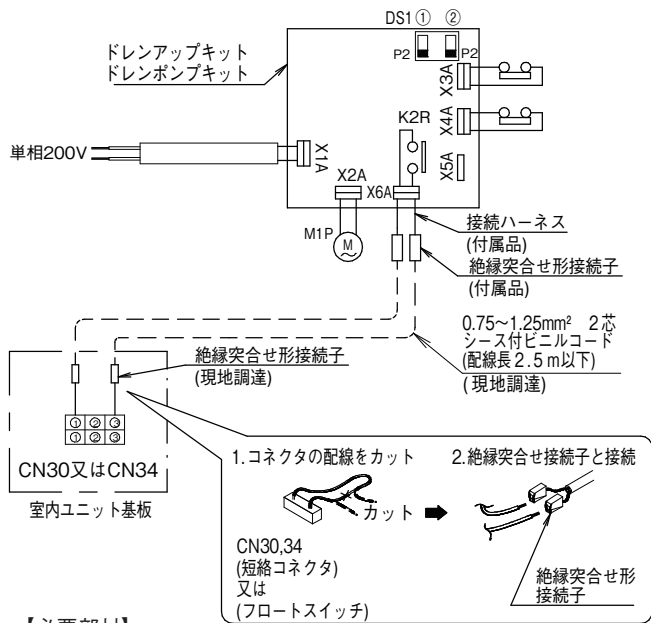 DS1 ① ②
P2 P2
ドレンアップキット
ドレンポンプキット
X3A
K2R
X4A
単相200V
X1A
X5A
X2A
X6A
M1P
M
接続ハーネス
(付属品)
絶縁突合せ形接続子
(付属品)
0.75~1.25mm² 2芯
シース付ビニルコード
(配線長2.5m以下)
(現地調達)
絶縁突合せ形接続子
(現地調達)
① ② ③
① ② ③
CN30又はCN34
室内ユニット基板
1.コネクタの配線をカット
カット
CN30,34
(短絡コネクタ)
又は
(フロートスイッチ)
2.絶縁突合せ接続子と接続
絶縁突合せ形
接続子